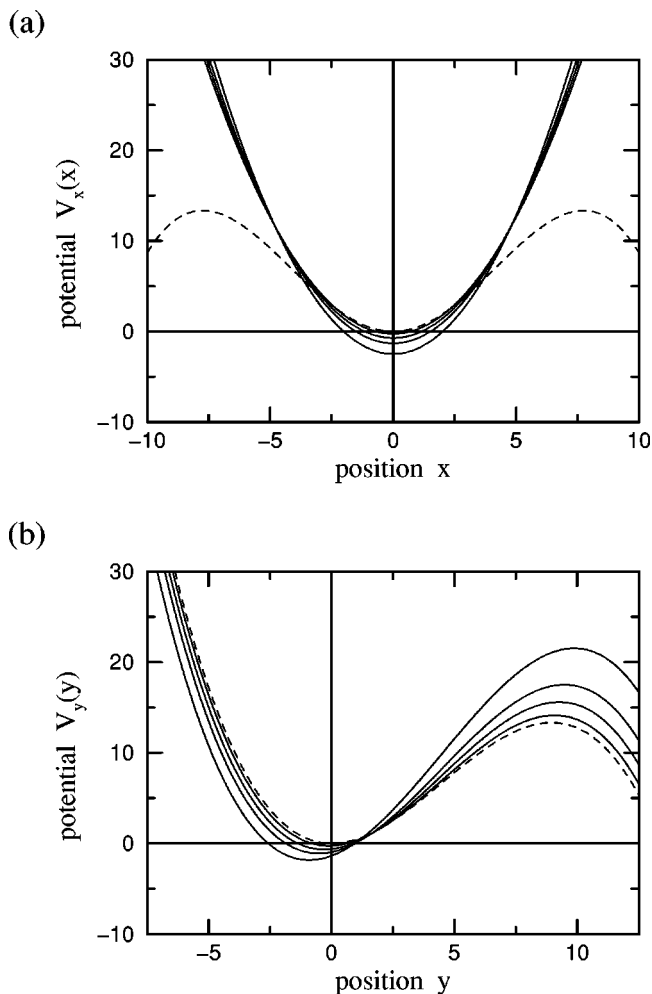 (a)
30
20
10
0
−10
potential V_x(x)
−10 −5 0 5 10
position x
(b)
30
20
10
0
−10
potential V_y(y)
−5 0 5 10
position y